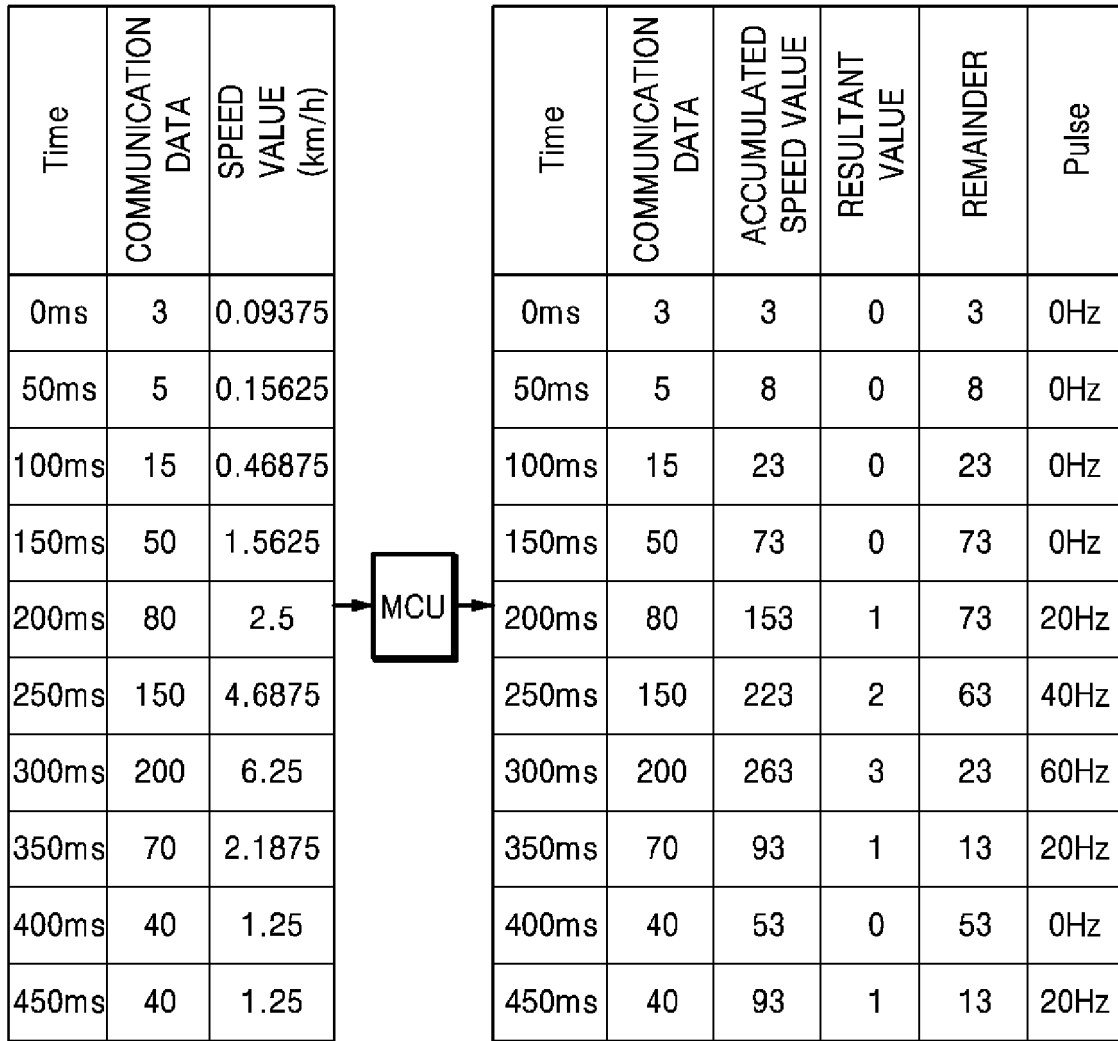 Time COMMUNICATION DATA SPEED VALUE (km/h)
0ms 3 0.09375
50ms 5 0.15625
100ms 15 0.46875
150ms 50 1.5625
200ms 80 2.5
250ms 150 4.6875
300ms 200 6.25
350ms 70 2.1875
400ms 40 1.25
450ms 40 1.25
MCU
Time COMMUNICATION DATA ACCUMULATED SPEED VALUE RESULTANT VALUE REMAINDER Pulse
0ms 3 3 0 3 0Hz
50ms 5 8 0 8 0Hz
100ms 15 23 0 23 0Hz
150ms 50 73 0 73 0Hz
200ms 80 153 1 73 20Hz
250ms 150 223 2 63 40Hz
300ms 200 263 3 23 60Hz
350ms 70 93 1 13 20Hz
400ms 40 53 0 53 0Hz
450ms 40 93 1 13 20Hz